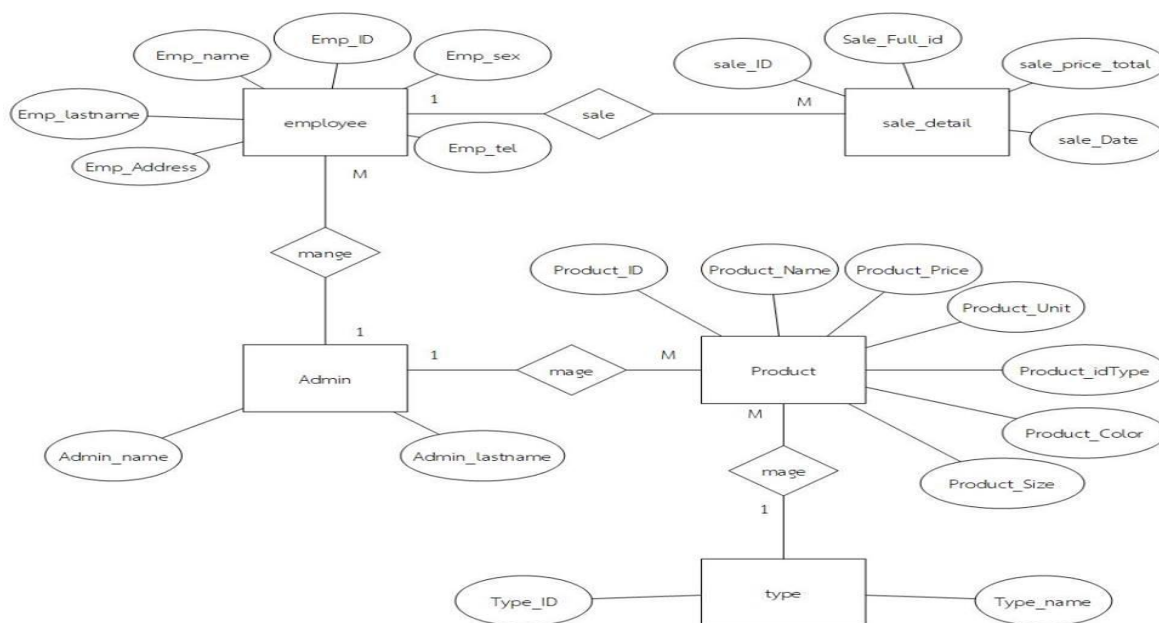 Emp_ID
Sale_Full_id
Emp_name
Emp_sex
sale_ID
sale_price_total
1
M
Emp_lastname
employee
sale
sale_detail
Emp_tel
sale_Date
Emp_Address
M
mange
Product_ID
Product_Name
Product_Price
Product_Unit
1
1
M
Admin
mage
Product
Product_idType
M
Product_Color
Admin_name
Admin_lastname
mage
Product_Size
1
Type_ID
type
Type_name